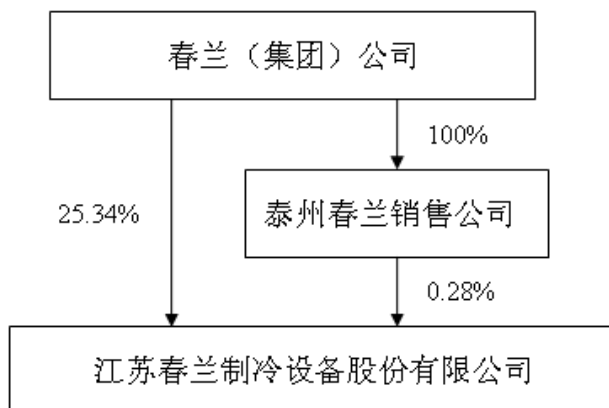 春兰（集团）公司
100%
25.34%
泰州春兰销售公司
0.28%
江苏春兰制冷设备股份有限公司